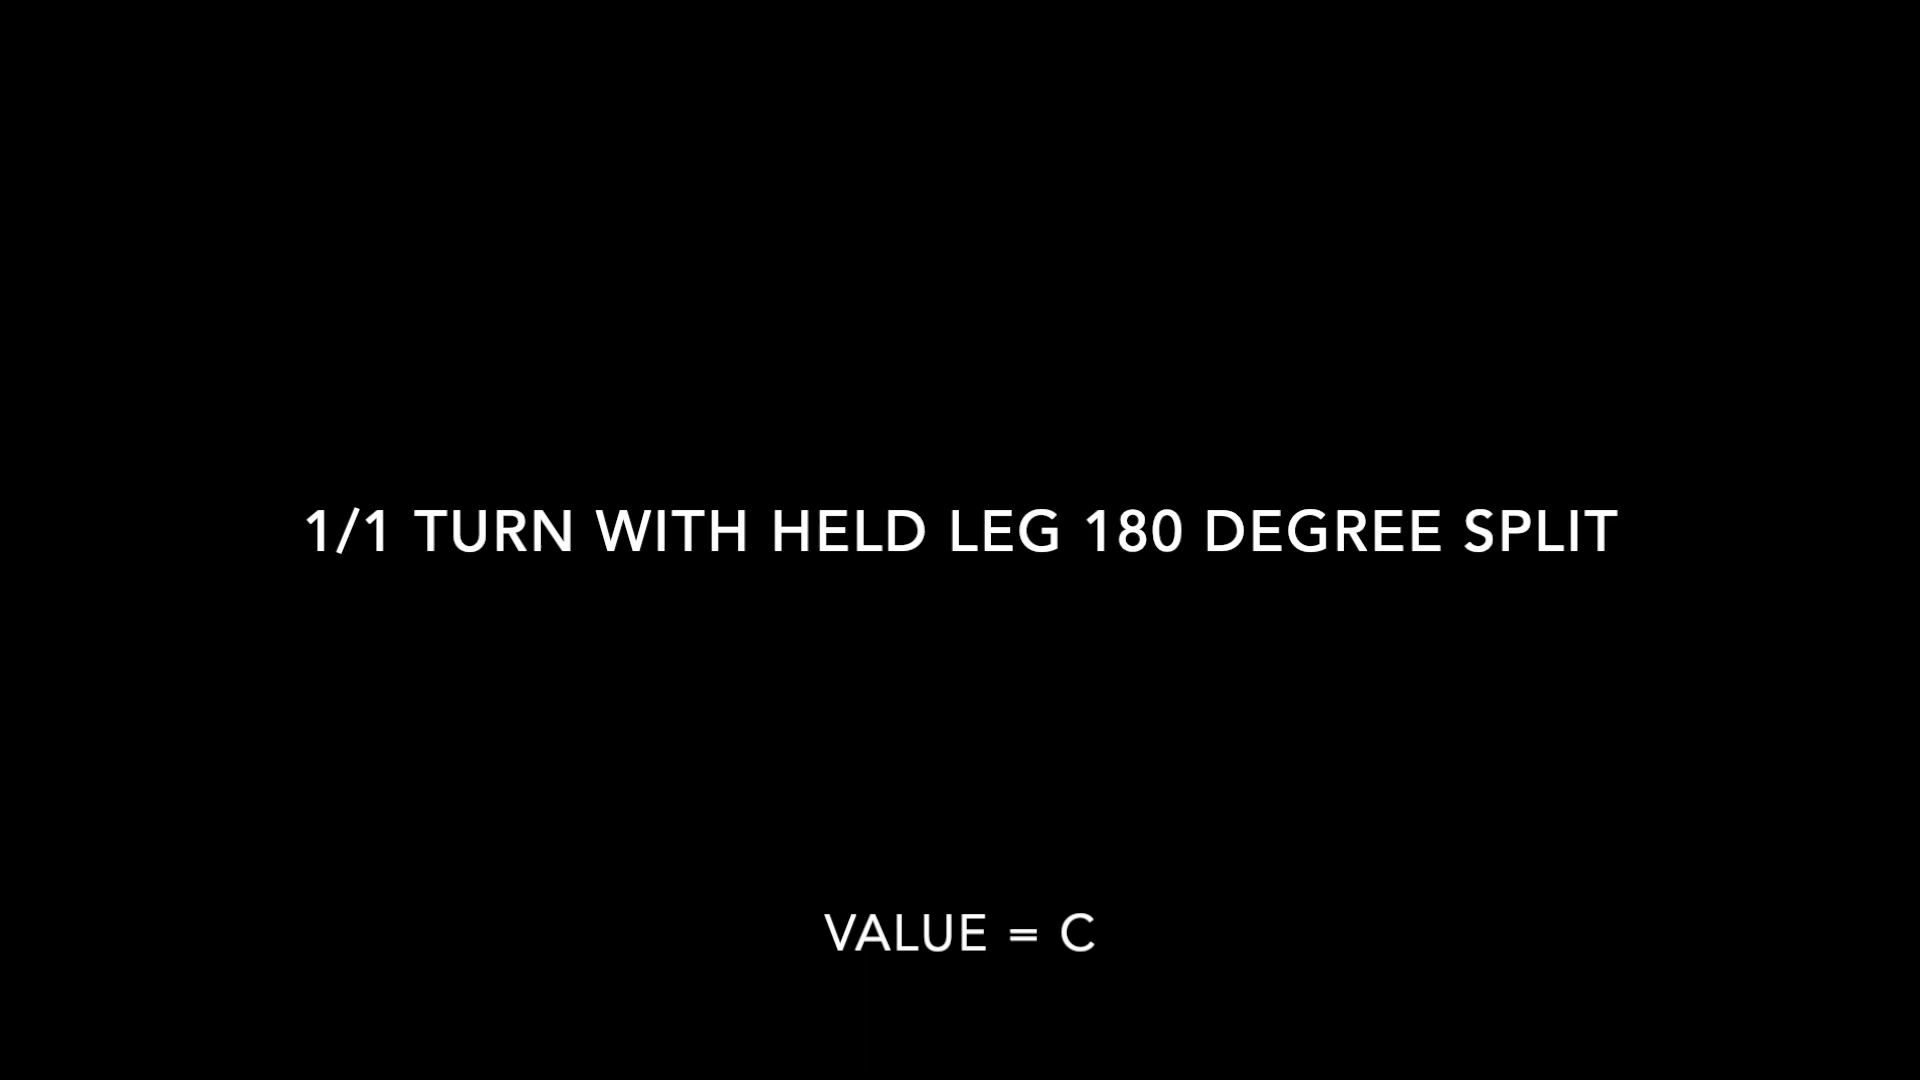 1/1 TURN WITH HELD LEG 180 DEGREE SPLIT
VALUE = C